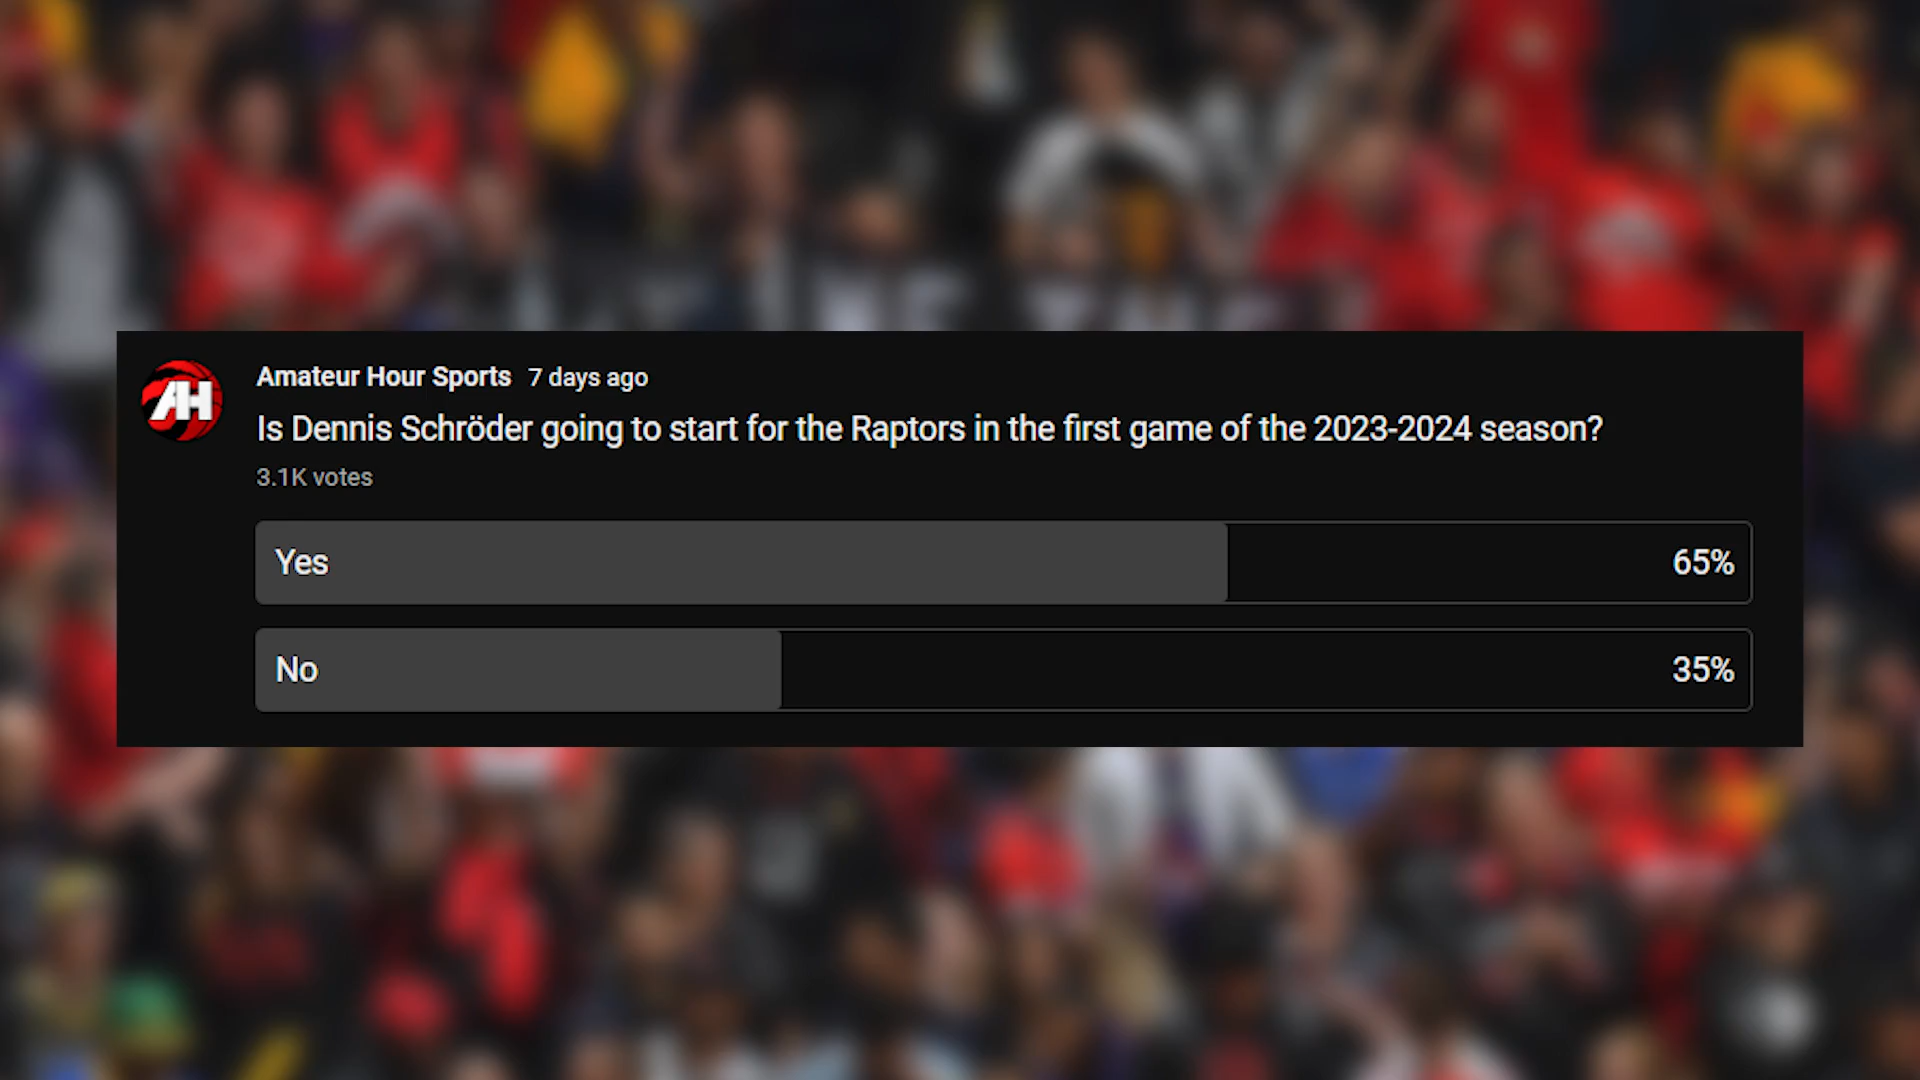 AH
Amateur Hour Sports 7 days ago
Is Dennis Schröder going to start for the Raptors in the first game of the 2023-2024 season?
3.1K votes
Yes 65%
No 35%